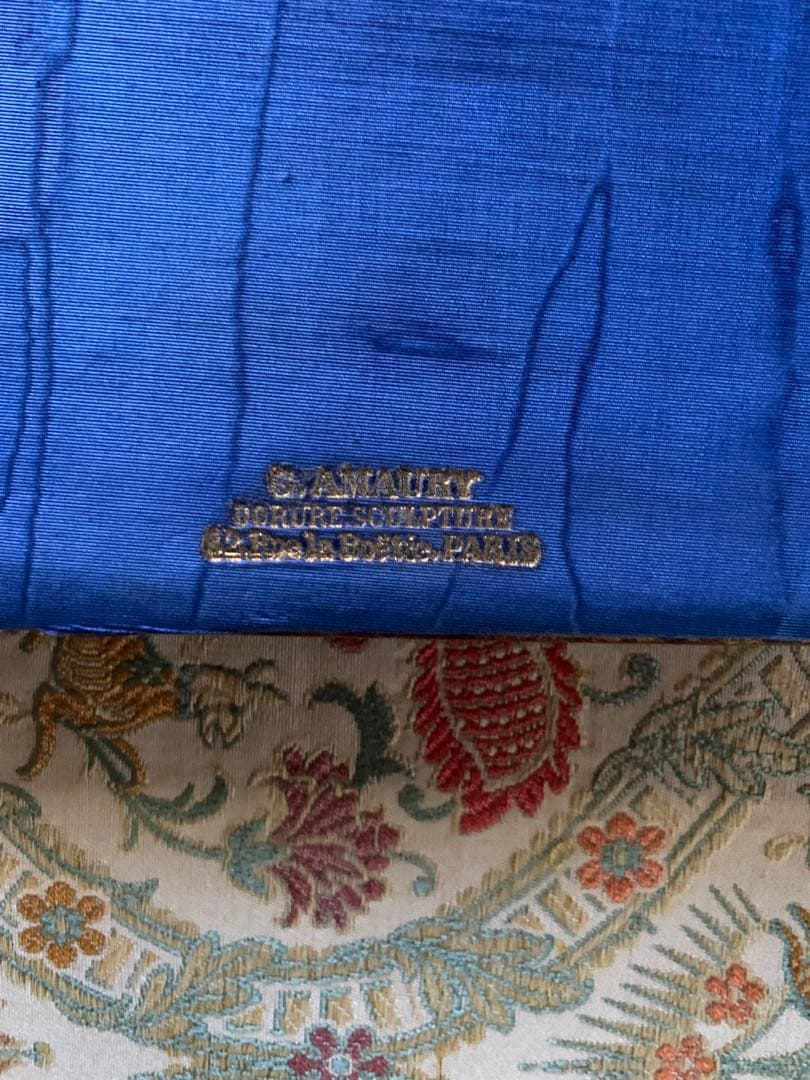 G. AMAURY
DORURE-SCULPTURE
Rue la Boëtie. PARIS